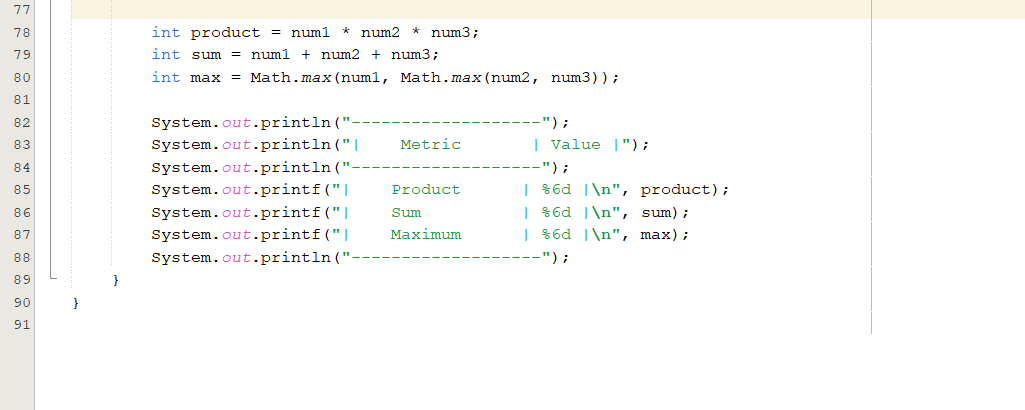 77
78 int product = num1 * num2 * num3;
79 int sum = num1 + num2 + num3;
80 int max = Math.max(num1, Math.max(num2, num3));
81
82 System.out.println("-------------------");
83 System.out.println("|    Metric       | Value |");
84 System.out.println("-------------------");
85 System.out.printf("|    Product      | %6d |\n", product);
86 System.out.printf("|    Sum          | %6d |\n", sum);
87 System.out.printf("|    Maximum      | %6d |\n", max);
88 System.out.println("-------------------");
89 }
90 }
91